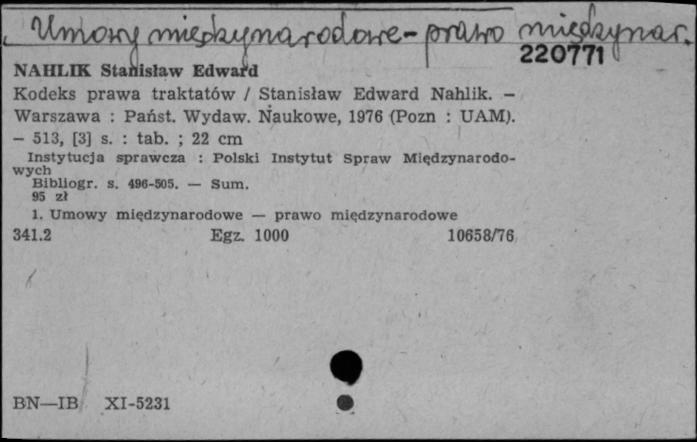 Umowy międzynarodowe - prawo międzynar.
220771
NAHLIK Stanisław Edward
Kodeks prawa traktatów / Stanisław Edward Nahlik. –
Warszawa : Państ. Wydaw. Naukowe, 1976 (Pozn : UAM).
– 513, [3] s. : tab. ; 22 cm
Instytucja sprawcza : Polski Instytut Spraw Międzynarodo-
wych
Bibliogr. s. 496-505. — Sum.
95 zł
1. Umowy międzynarodowe — prawo międzynarodowe
341.2 Egz. 1000 10658/76
BN—IB XI-5231